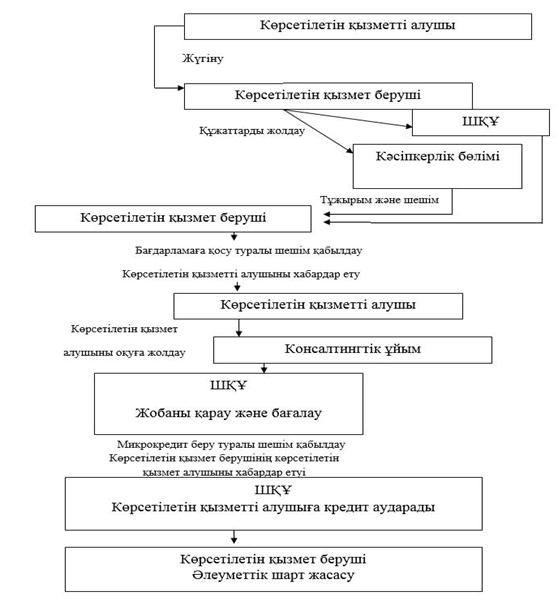 Көрсетілетін қызметті алушы
Жүгіну
Көрсетілетін қызмет беруші
ШҚҰ
Құжаттарды жолдау
Кәсіпкерлік бөлімі
Тұжырым және шешім
Көрсетілетін қызмет беруші
Бағдарламаға қосу туралы шешім қабылдау
Көрсетілетін қызметті алушыны хабардар ету
Көрсетілетін қызметті алушы
Көрсетілетін қызмет
алушыны оқуға жолдау
Консалтингтік ұйым
ШҚҰ
Жобаны қарау және бағалау
Микрокредит беру туралы шешім қабылдау
Көрсетілетін қызмет берушінің көрсетілетін
қызмет алушыны хабардар етуі
ШҚҰ
Көрсетілетін қызметті алушыға кредит аударады
Көрсетілетін қызмет беруші
Әлеуметтік шарт жасасу